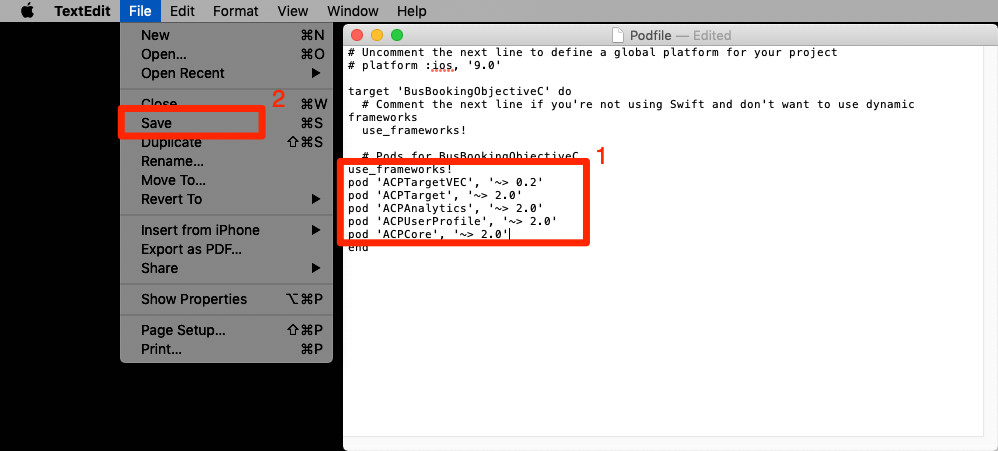 TextEdit File Edit Format View Window Help
New ⌘N
Open... ⌘O
Open Recent ▶
Close ⌘W
2
Save ⌘S
Duplicate ⇧⌘S
Rename...
Move To...
Revert To ▶
Insert from iPhone ▶
Export as PDF...
Share ▶
Show Properties ⌥⌘P
Page Setup... ⇧⌘P
Print... ⌘P
Podfile — Edited
# Uncomment the next line to define a global platform for your project
# platform :ios, '9.0'
target 'BusBookingObjectiveC' do
# Comment the next line if you're not using Swift and don't want to use dynamic
frameworks
use_frameworks!
# Pods for BusBookingObjectiveC
1
use_frameworks!
pod 'ACPTargetVEC', '~> 0.2'
pod 'ACPTarget', '~> 2.0'
pod 'ACPAnalytics', '~> 2.0'
pod 'ACPUserProfile', '~> 2.0'
pod 'ACPCore', '~> 2.0'
end